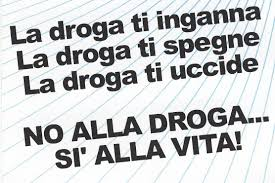 La droga ti inganna
La droga ti spegne
La droga ti uccide
NO ALLA DROGA...
SI' ALLA VITA!